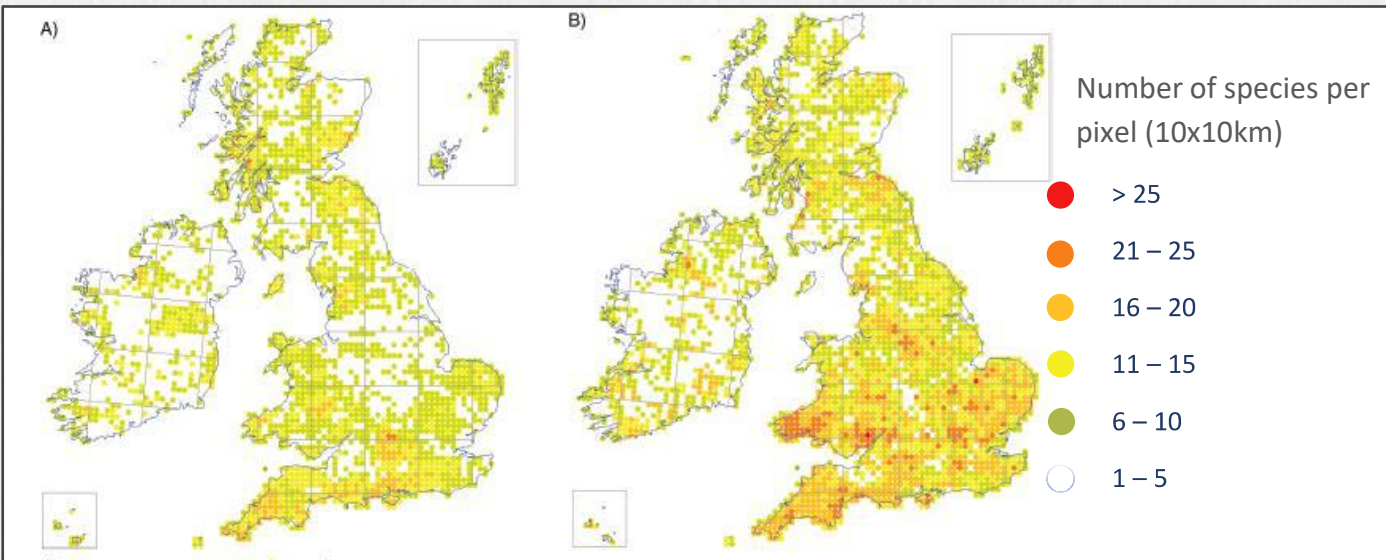 A)
B)
Number of species per
pixel (10x10km)
> 25
21 – 25
16 – 20
11 – 15
6 – 10
1 – 5